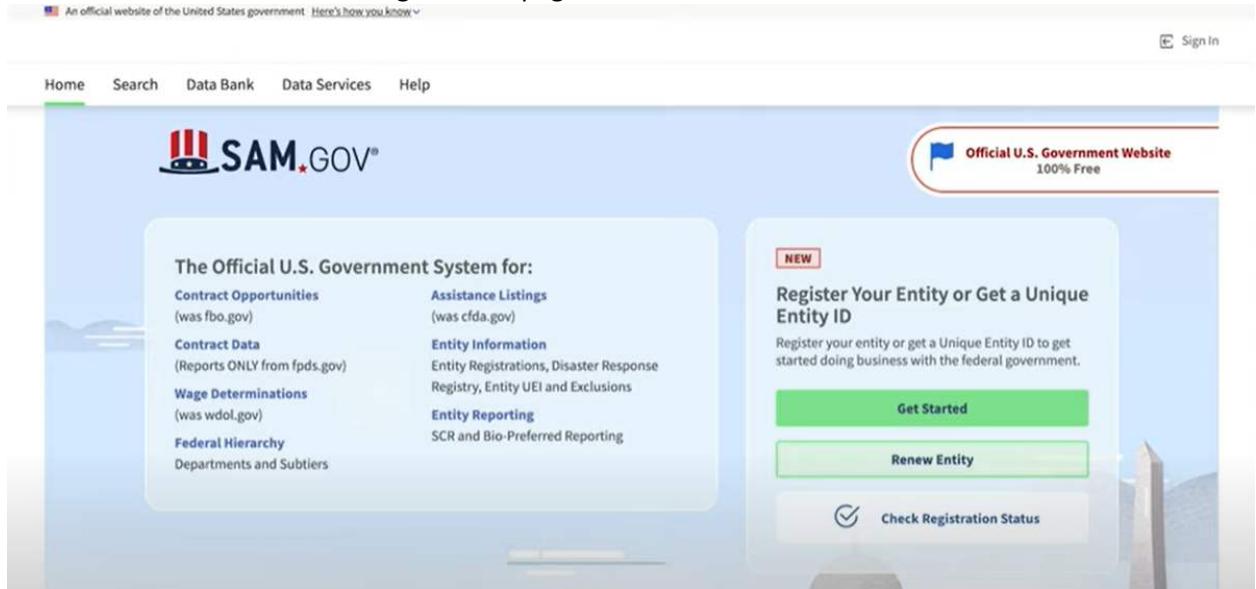 An official website of the United States government Here's how you know
Sign In
Home Search Data Bank Data Services Help
SAM.GOV®
Official U.S. Government Website
100% Free
The Official U.S. Government System for:
Contract Opportunities
(was fbo.gov)
Contract Data
(Reports ONLY from fpds.gov)
Wage Determinations
(was wdol.gov)
Federal Hierarchy
Departments and Subtiers
Assistance Listings
(was cfda.gov)
Entity Information
Entity Registrations, Disaster Response
Registry, Entity UEI and Exclusions
Entity Reporting
SCR and Bio-Preferred Reporting
NEW
Register Your Entity or Get a Unique
Entity ID
Register your entity or get a Unique Entity ID to get
started doing business with the federal government.
Get Started
Renew Entity
Check Registration Status